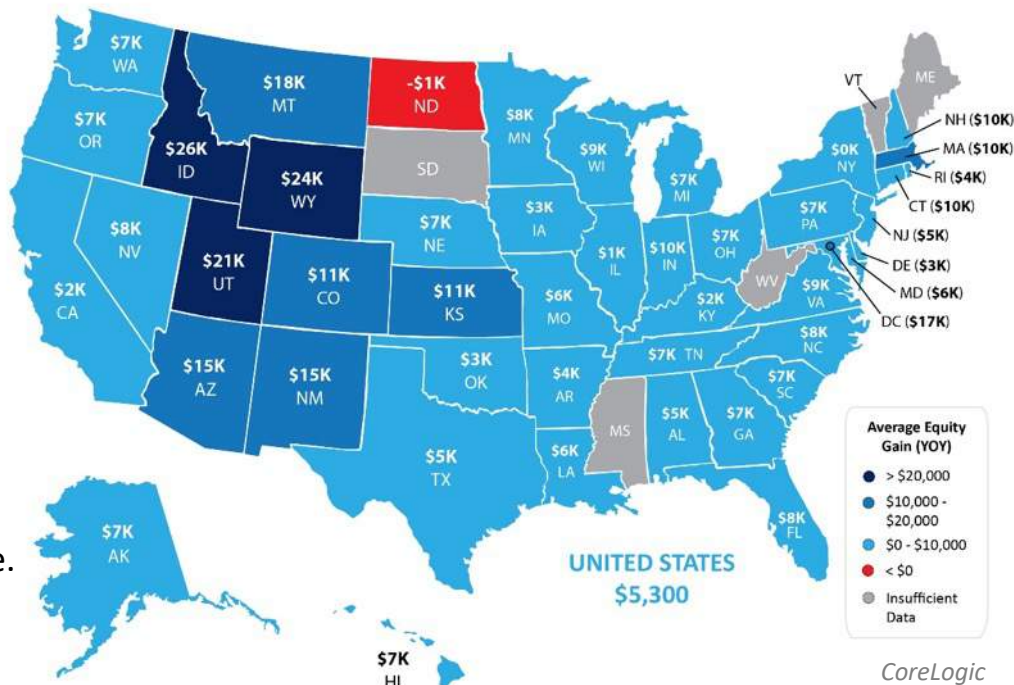 $7K
WA
$7K
OR
$2K
CA
$8K
NV
$26K
ID
$18K
MT
$24K
WY
$21K
UT
$11K
CO
$15K
AZ
$15K
NM
-$1K
ND
SD
$7K
NE
$11K
KS
$3K
OK
$5K
TX
$8K
MN
$3K
IA
$6K
MO
$4K
AR
$6K
LA
$9K
WI
$1K
IL
$7K
MI
$10K
IN
$7K
OH
$2K
KY
$7K TN
MS
$5K
AL
$7K
GA
$8K
FL
$7K
SC
$8K
NC
$9K
VA
WV
$7K
PA
$0K
NY
VT
ME
NH ($10K)
MA ($10K)
RI ($4K)
CT ($10K)
NJ ($5K)
DE ($3K)
MD ($6K)
DC ($17K)
$7K
AK
$7K
HI
e.
UNITED STATES
$5,300
Average Equity
Gain (YOY)
> $20,000
$10,000 -
$20,000
$0 - $10,000
< $0
Insufficient
Data
CoreLogic